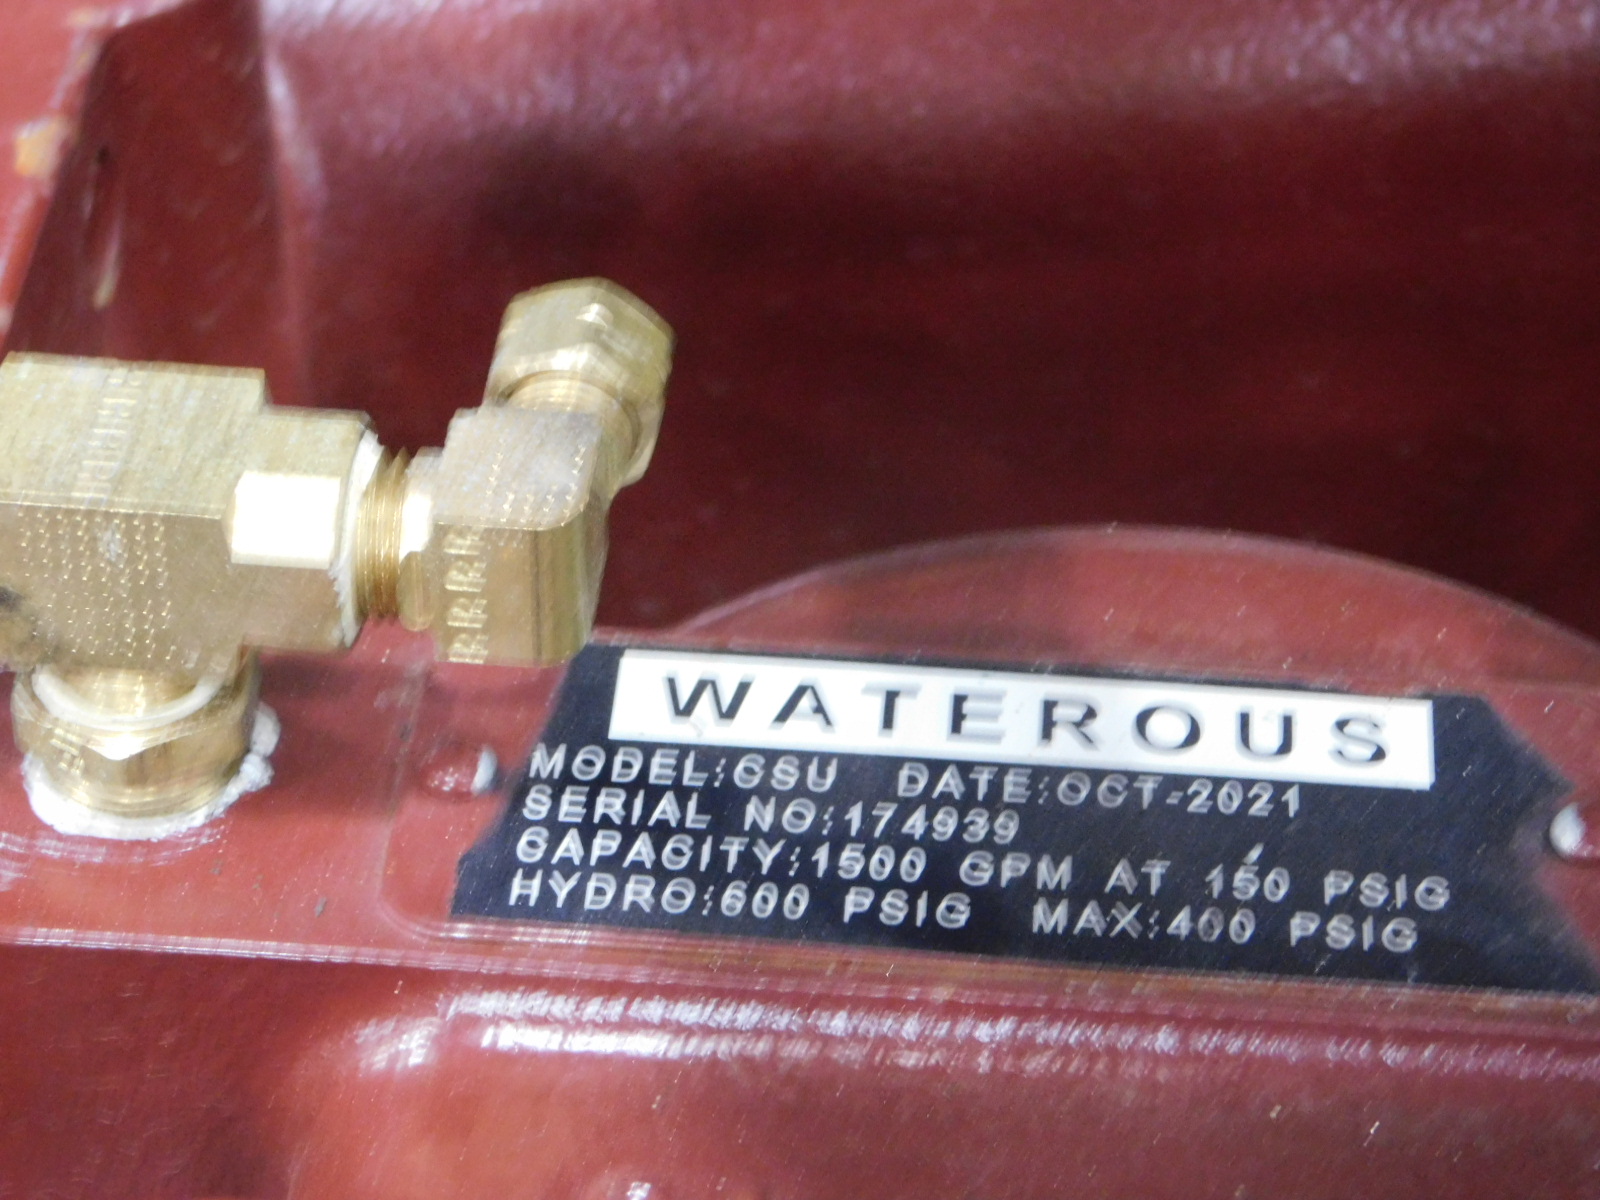 WATEROUS
MODEL:CSU DATE:OCT-2021
SERIAL NO:174939
CAPACITY:1500 GPM AT 150 PSIG
HYDRO:600 PSIG MAX:400 PSIG